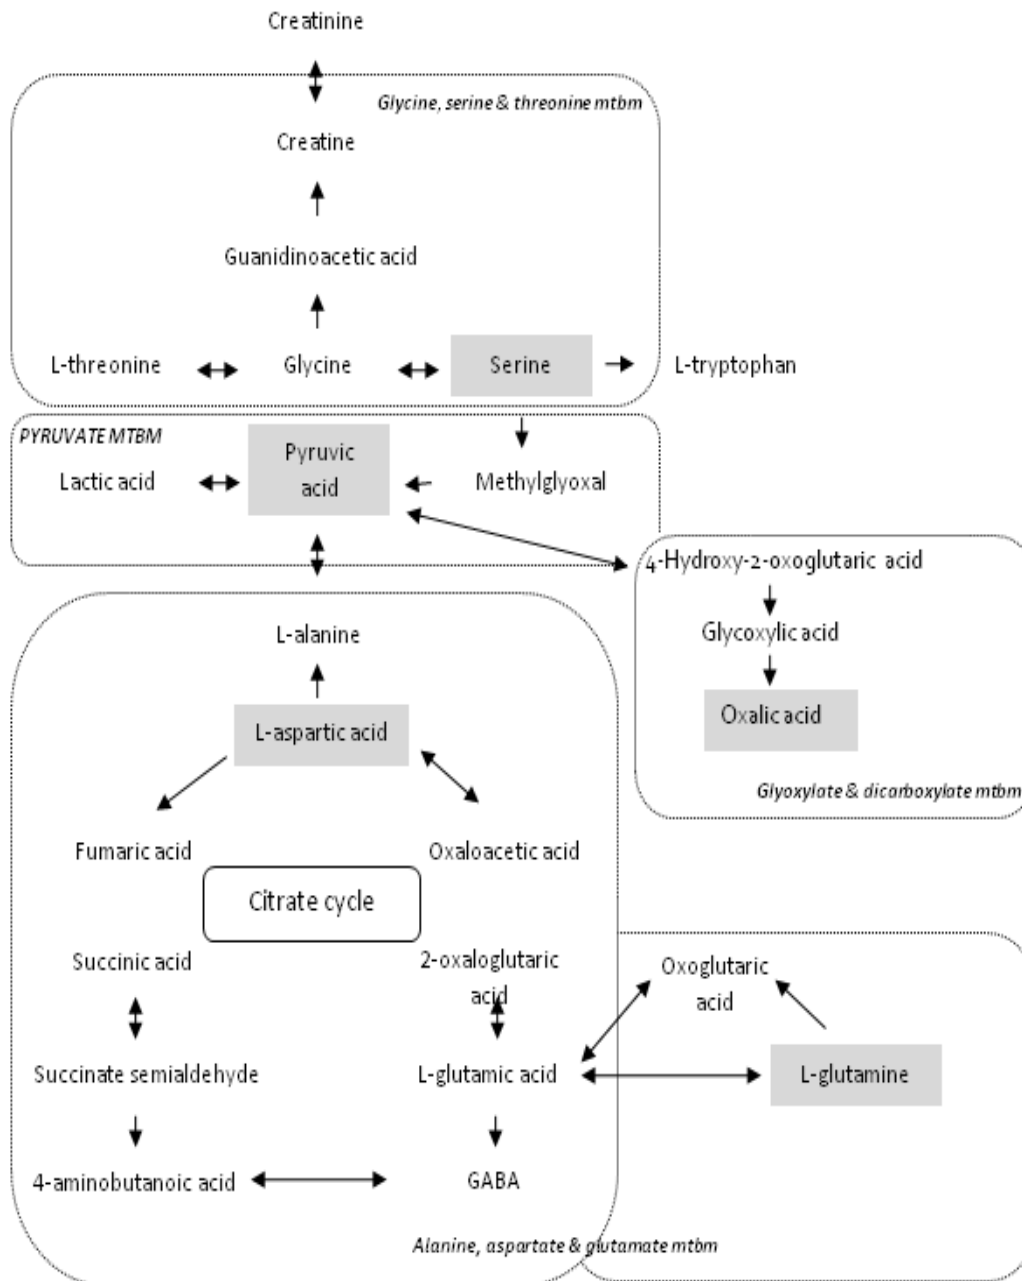 Creatinine
Glycine, serine & threonine mtbm
Creatine
Guanidinoacetic acid
L-threonine
Glycine
Serine
L-tryptophan
PYRUVATE MTBM
Pyruvic
acid
Lactic acid
Methylglyoxal
4-Hydroxy-2-oxoglutaric acid
Glycoxylic acid
Oxalic acid
Glyoxylate & dicarboxylate mtbm
L-alanine
L-aspartic acid
Fumaric acid
Oxaloacetic acid
Citrate cycle
Succinic acid
2-oxaloglutaric
acid
Oxoglutaric
acid
Succinate semialdehyde
L-glutamic acid
L-glutamine
4-aminobutanoic acid
GABA
Alanine, aspartate & glutamate mtbm